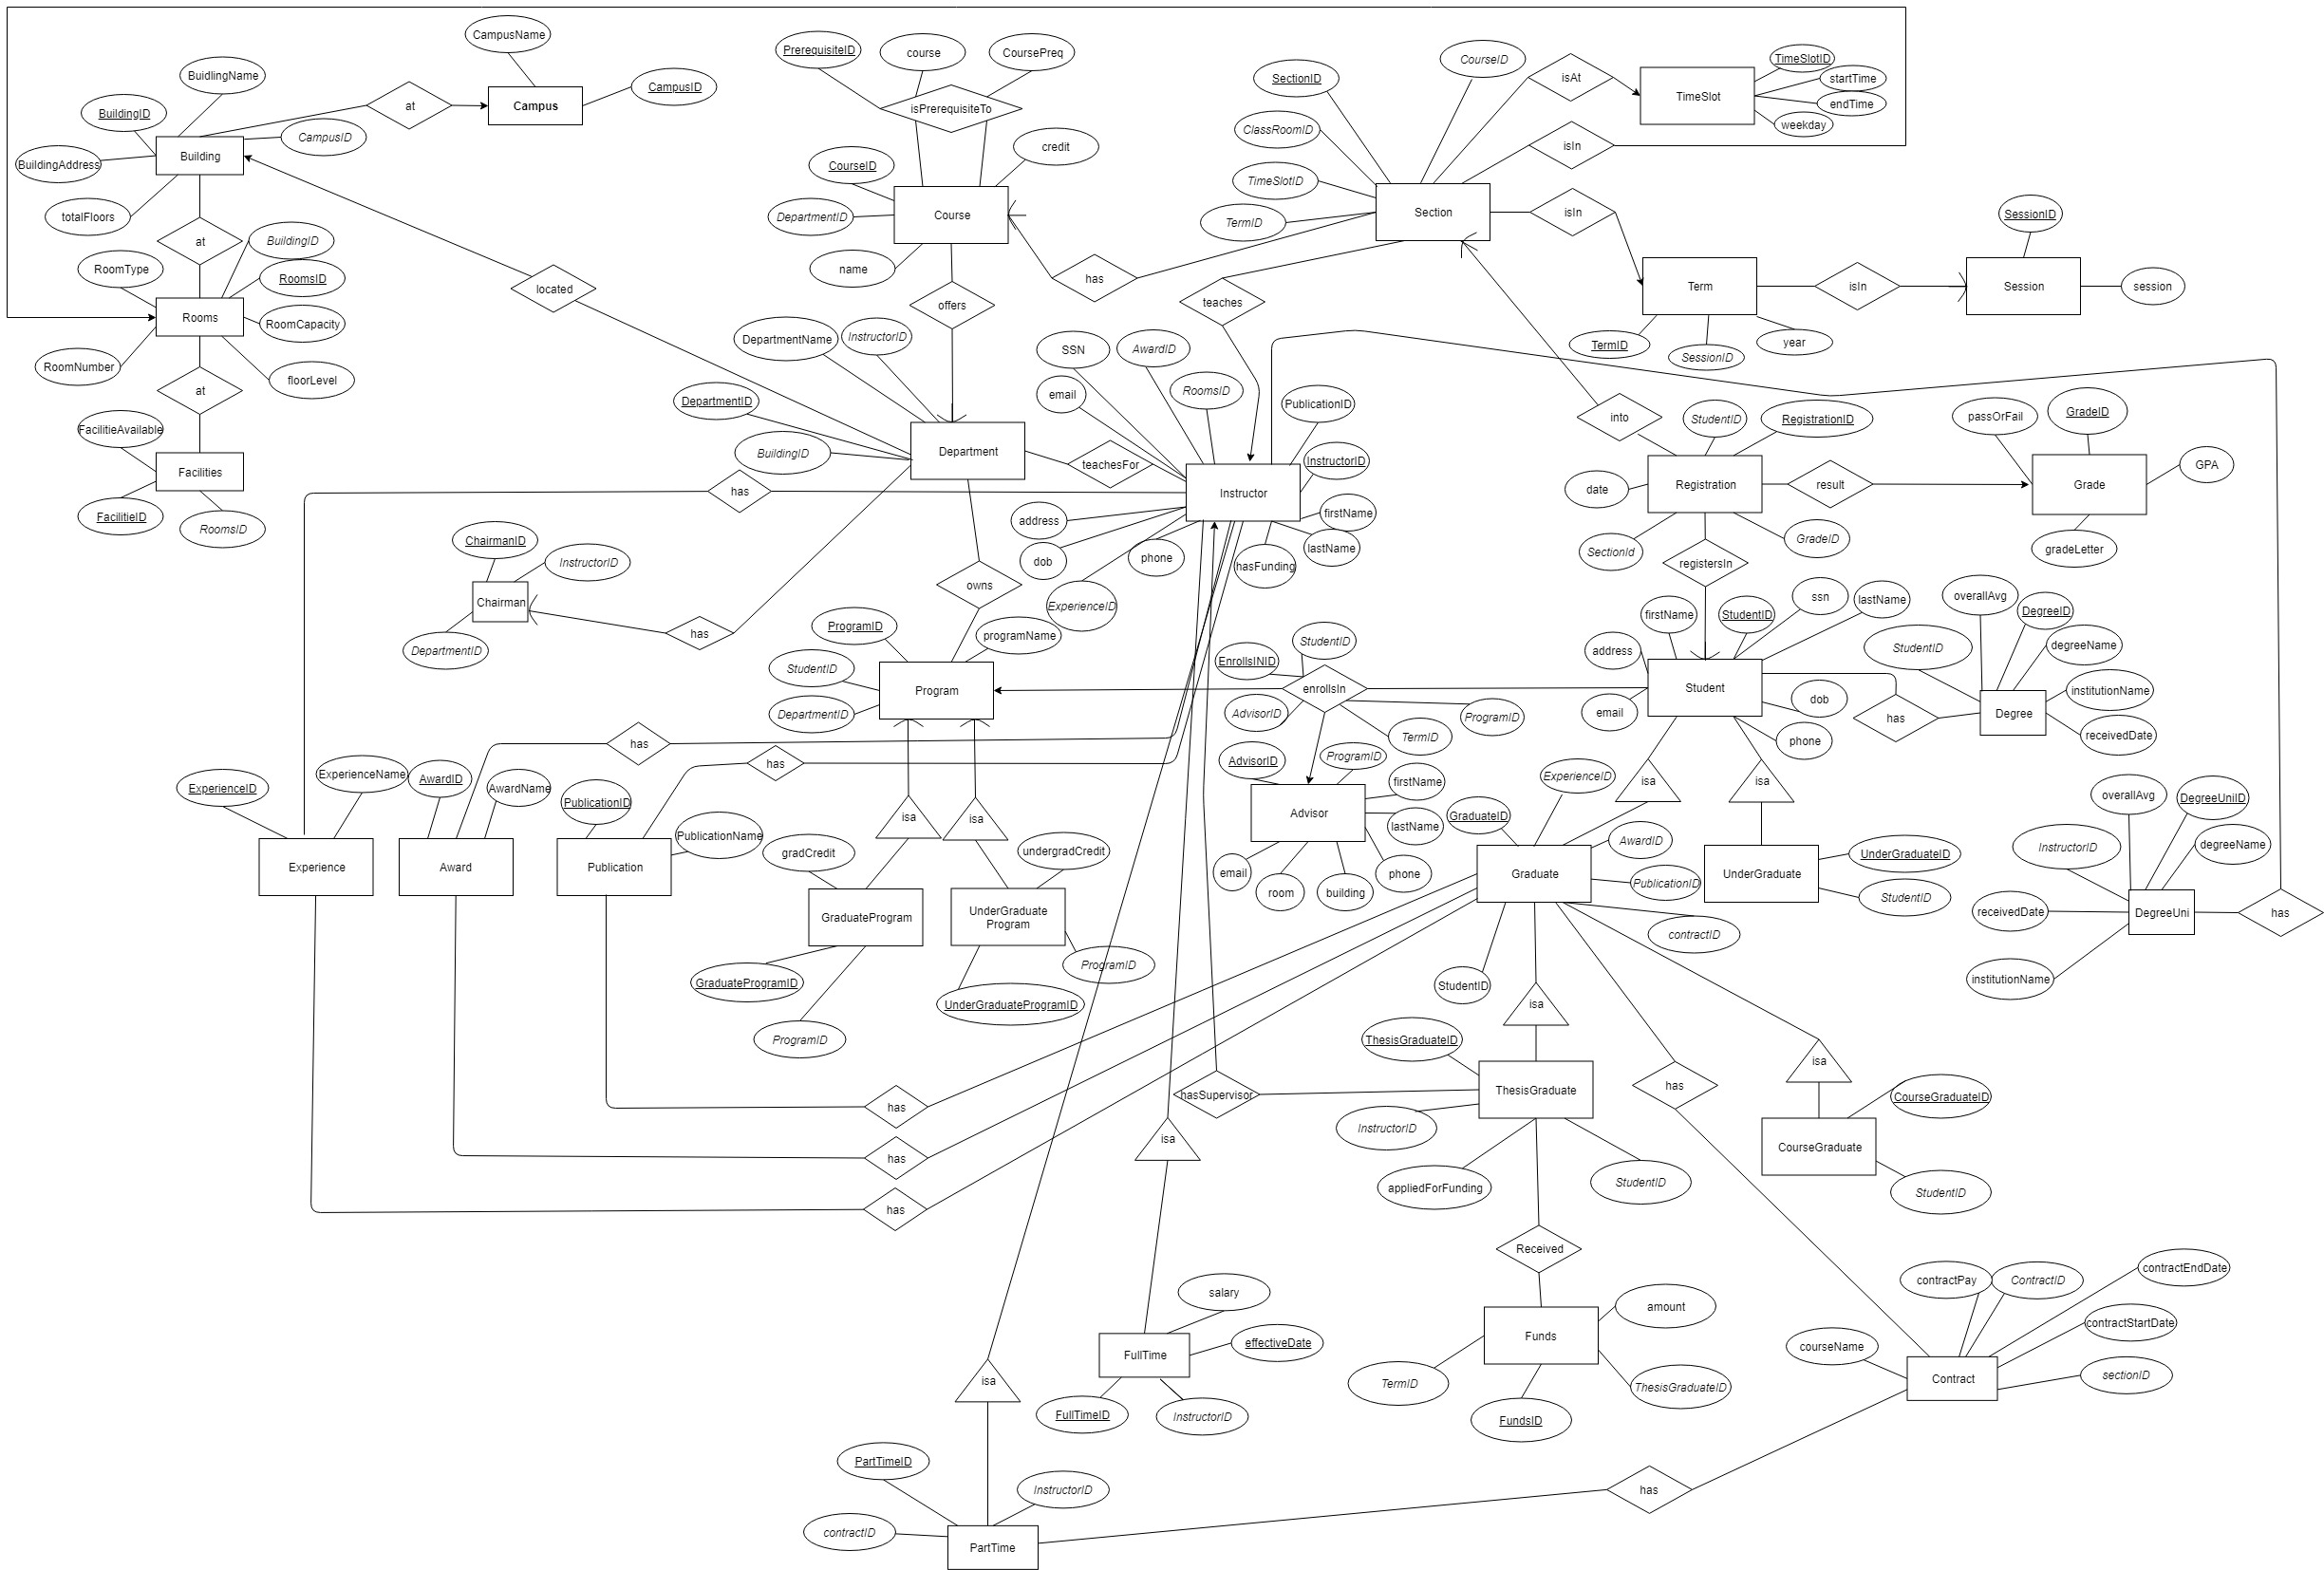 CampusName
BuidlingName
BuildingID
at
Campus
CampusID
CampusID
Building
BuildingAddress
totalFloors
at
BuildingID
RoomType
RoomsID
Rooms
RoomCapacity
RoomNumber
floorLevel
at
FacilitieAvailable
Facilities
FacilitieID
RoomsID
PrerequisiteID
course
CoursePreq
isPrerequisiteTo
credit
CourseID
DepartmentID
Course
name
has
offers
located
SectionID
CourseID
ClassRoomID
TimeSlotID
TermID
Section
isAt
TimeSlot
TimeSlotID
startTime
endTime
weekday
isIn
isIn
Term
TermID
SessionID
year
isIn
SessionID
Session
session
teaches
DepartmentName
InstructorID
DepartmentID
BuildingID
Department
teachesFor
SSN
AwardID
email
RoomsID
PublicationID
InstructorID
Instructor
firstName
lastName
address
dob
phone
hasFunding
ExperienceID
into
StudentID
RegistrationID
date
Registration
SectionId
GradeID
result
passOrFail
GradeID
GPA
Grade
gradeLetter
registersIn
has
ChairmanID
InstructorID
Chairman
DepartmentID
has
owns
ProgramID
programName
StudentID
Program
DepartmentID
StudentID
EnrollsINID
enrollsIn
AdvisorID
TermID
ProgramID
firstName
StudentID
ssn
lastName
address
Student
email
dob
phone
overallAvg
DegreeID
StudentID
degreeName
institutionName
Degree
receivedDate
has
has
has
ExperienceID
ExperienceName
AwardID
AwardName
PublicationID
PublicationName
Experience
Award
Publication
isa
isa
gradCredit
undergradCredit
GraduateProgram
UnderGraduate
Program
GraduateProgramID
ProgramID
UnderGraduateProgramID
ProgramID
AdvisorID
ProgramID
firstName
Advisor
lastName
email
room
building
phone
isa
isa
ExperienceID
GraduateID
AwardID
Graduate
PublicationID
contractID
StudentID
UnderGraduate
UnderGraduateID
StudentID
overallAvg
DegreeUniID
InstructorID
degreeName
receivedDate
DegreeUni
has
institutionName
isa
ThesisGraduateID
hasSupervisor
ThesisGraduate
InstructorID
appliedForFunding
StudentID
has
isa
CourseGraduateID
CourseGraduate
StudentID
has
has
has
isa
Received
salary
effectiveDate
FullTime
FullTimeID
InstructorID
amount
Funds
TermID
ThesisGraduateID
FundsID
contractPay
ContractID
contractEndDate
contractStartDate
courseName
Contract
sectionID
isa
PartTimeID
InstructorID
contractID
PartTime
has